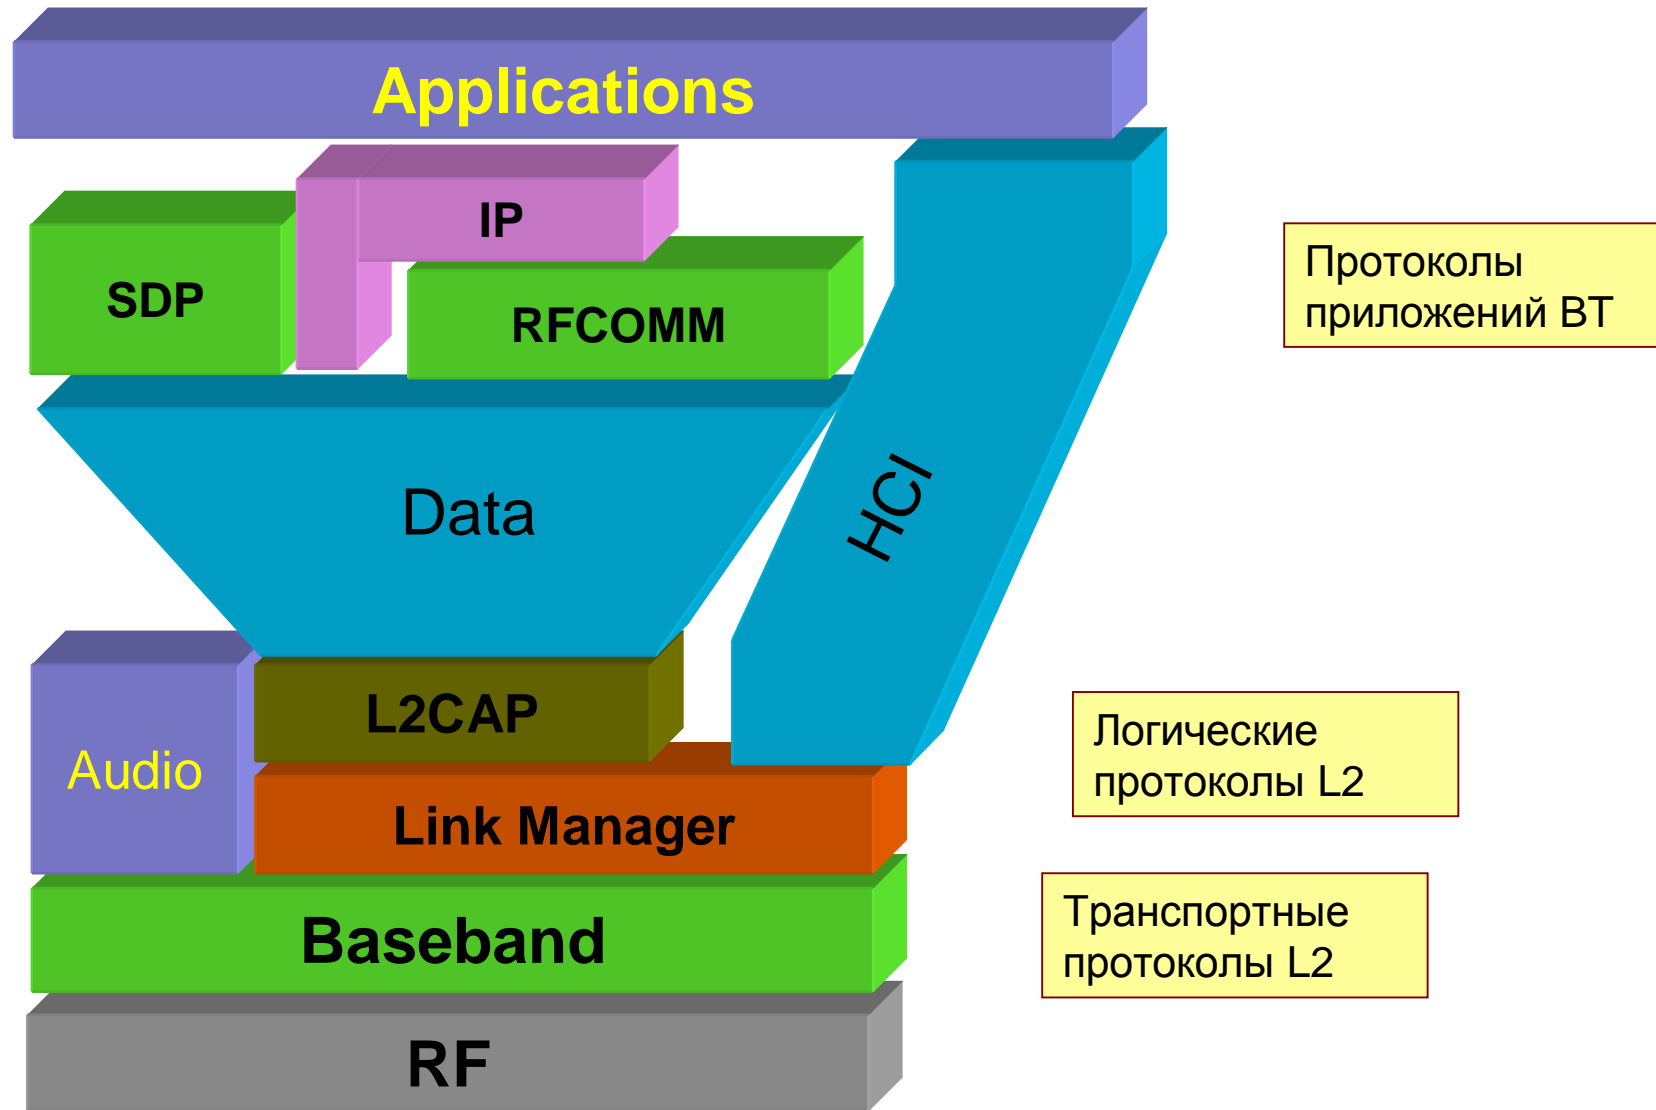 Applications
IP
SDP
RFCOMM
Протоколы
приложений BT
Data
HCI
L2CAP
Логические
протоколы L2
Audio
Link Manager
Транспортные
протоколы L2
Baseband
RF